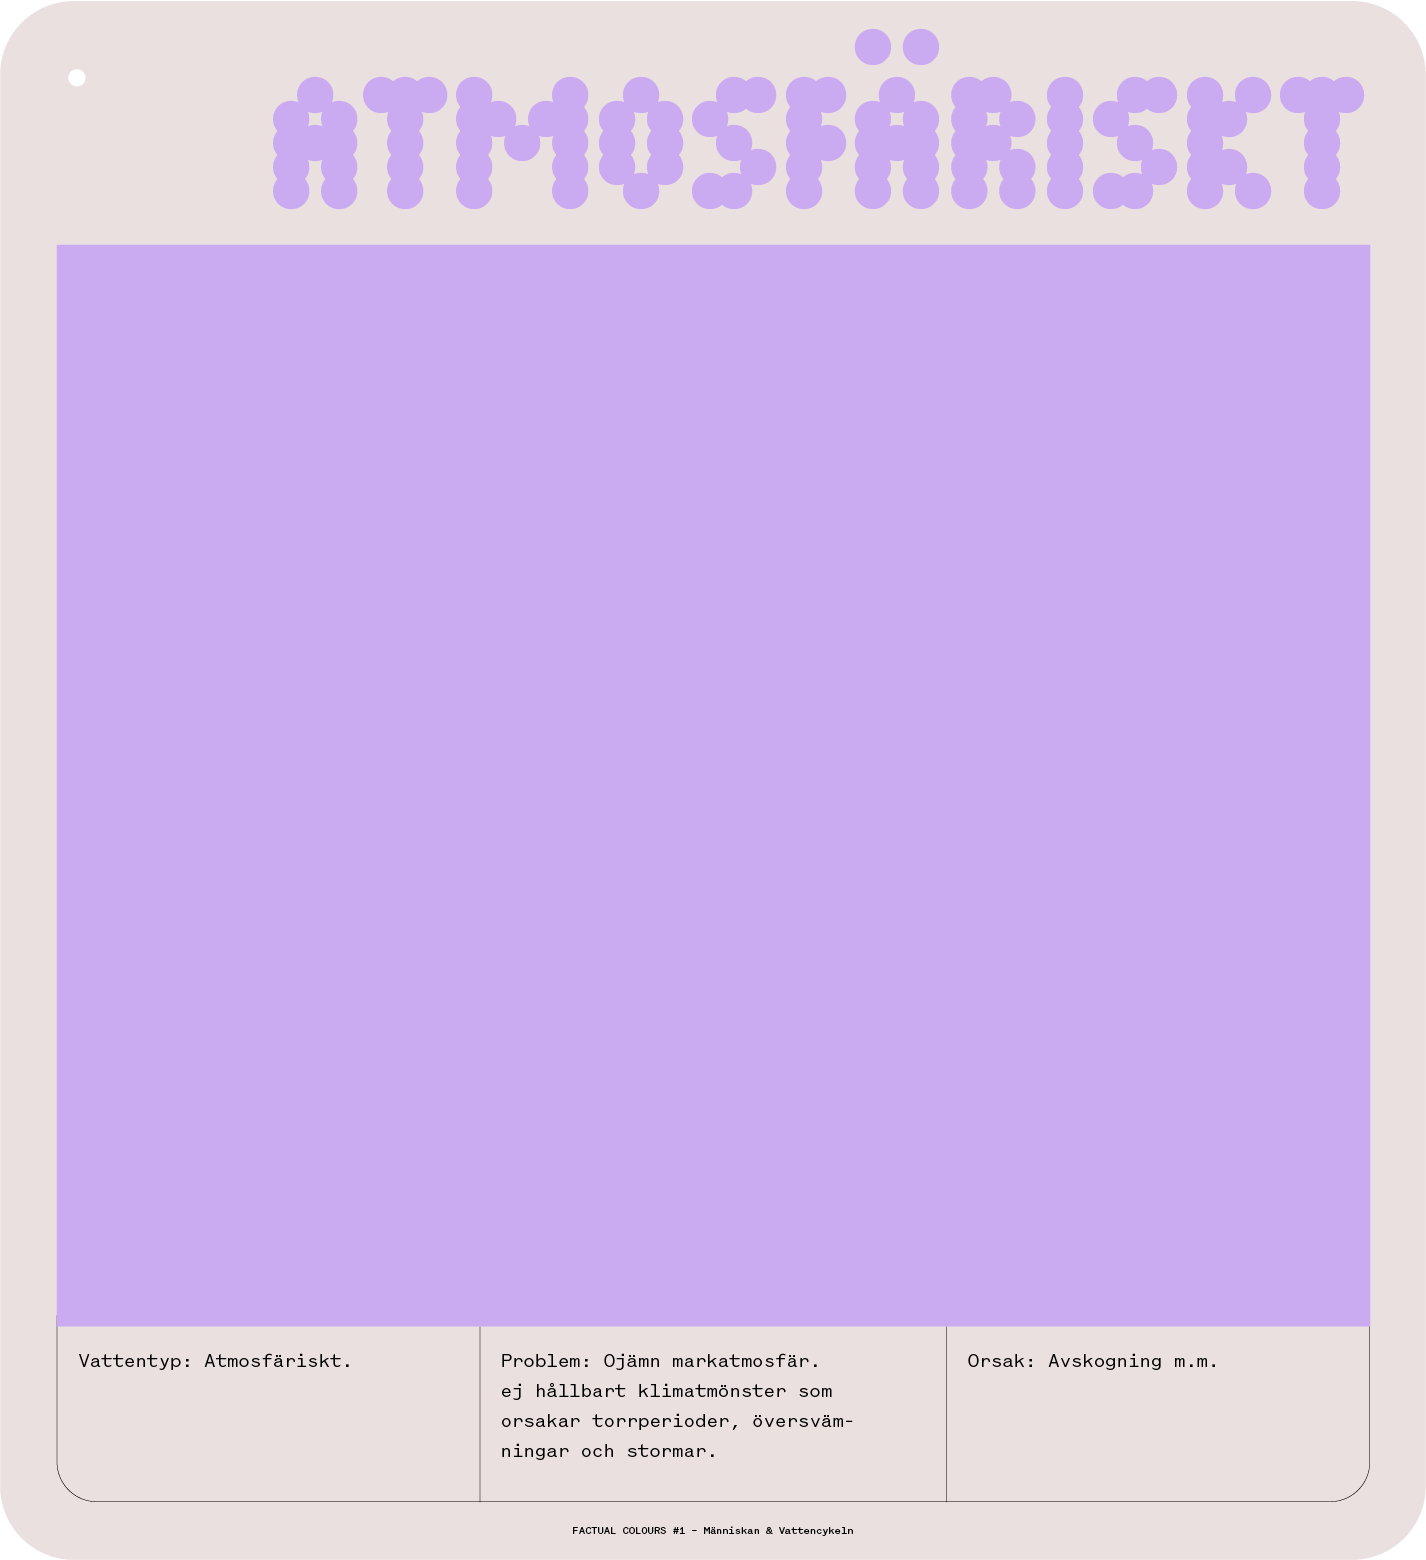 ATMOSFÄRISKT
Vattentyp: Atmosfäriskt.
Problem: Ojämn markatmosfär.
ej hållbart klimatmönster som
orsakar torrperioder, översväm-
ningar och stormar.
Orsak: Avskogning m.m.
FACTUAL COLOURS #1 – Människan & Vattencykeln